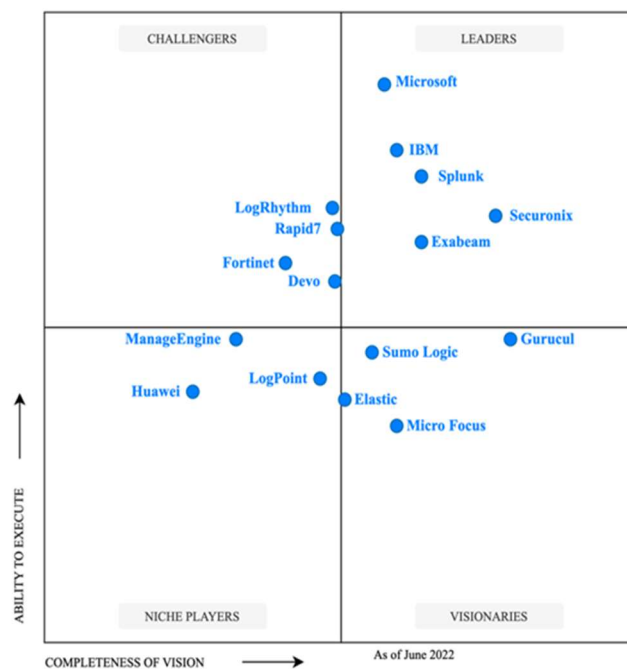 CHALLENGERS
LEADERS
Microsoft
IBM
Splunk
LogRhythm
Securonix
Rapid7
Exabeam
Fortinet
Devo
ManageEngine
Gurucul
Sumo Logic
LogPoint
Huawei
Elastic
Micro Focus
ABILITY TO EXECUTE
NICHE PLAYERS
VISIONARIES
As of June 2022
COMPLETENESS OF VISION